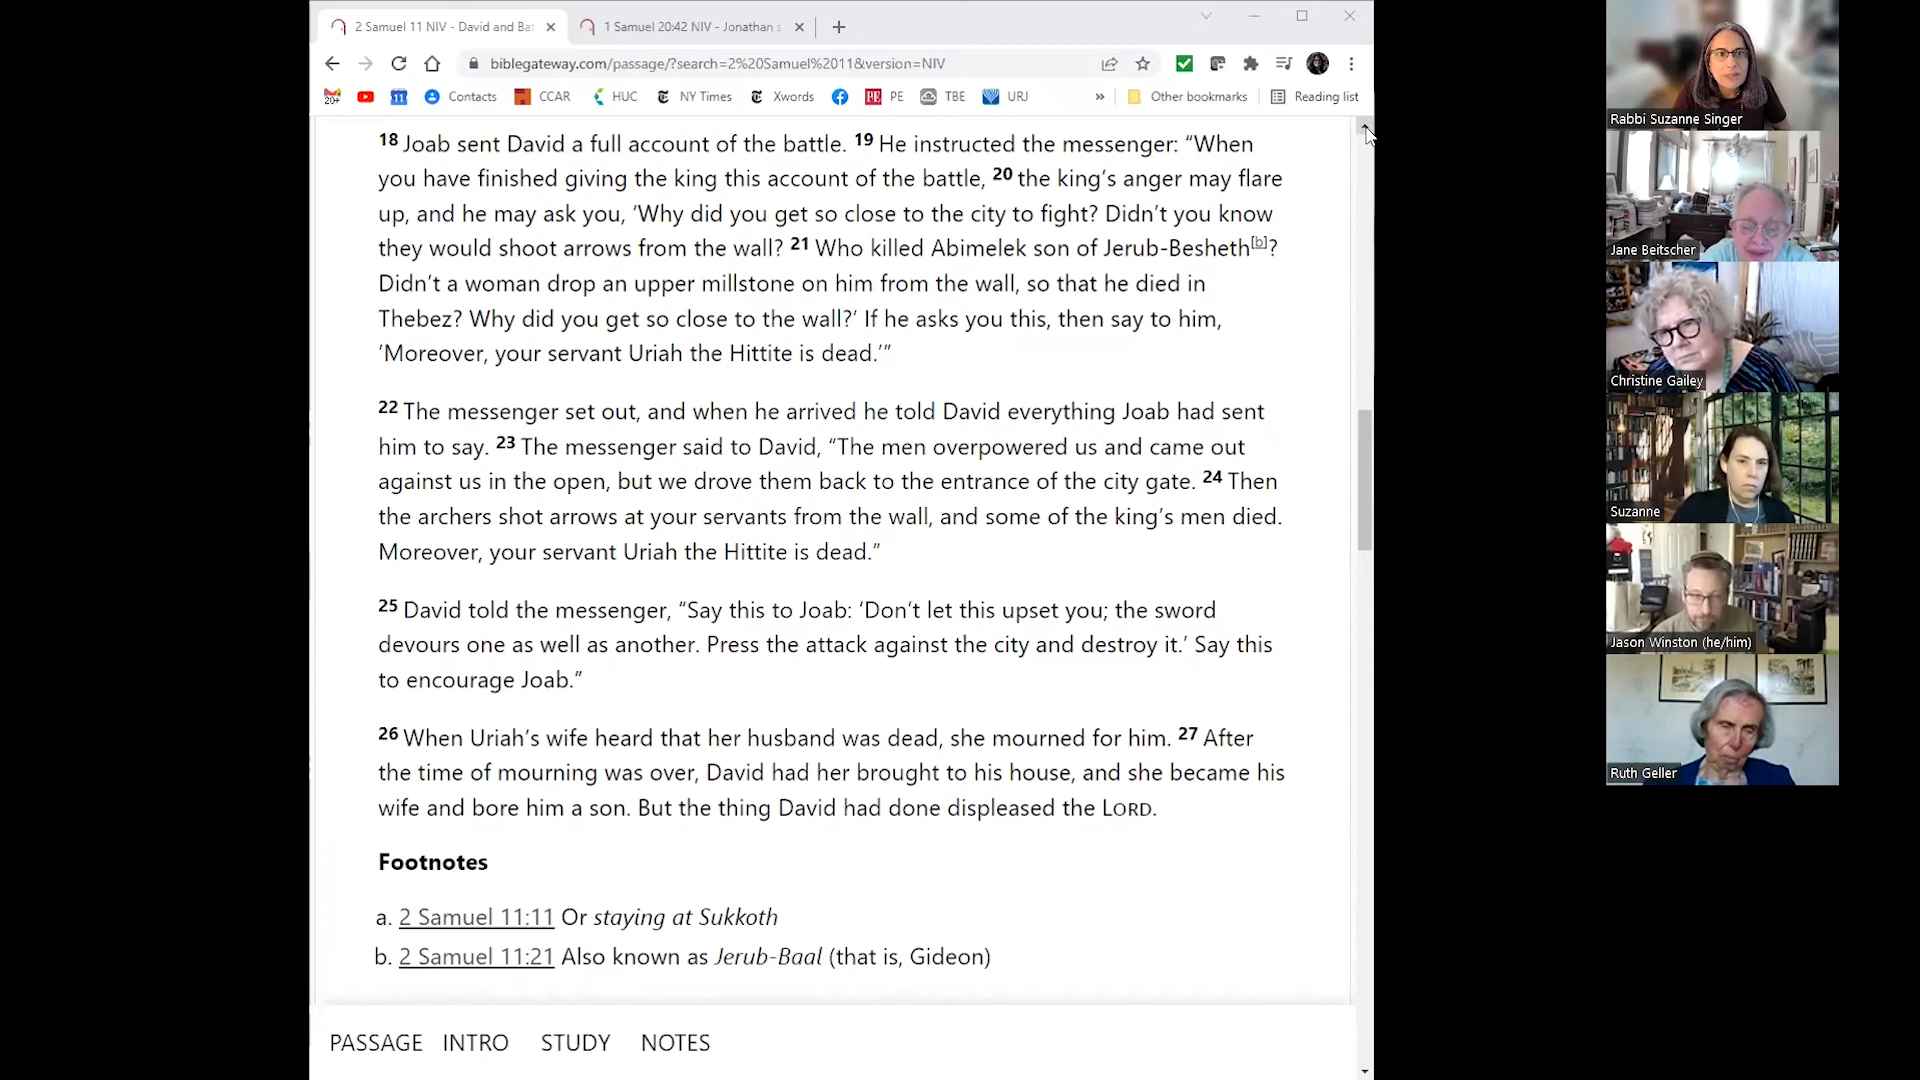 2 Samuel 11 NIV - David and Bat
1 Samuel 20:42 NIV - Jonathan s
biblegateway.com/passage/?search=2%20Samuel%2011&version=NIV
20+ 11 Contacts CCAR HUC NY Times Xwords PE PE TBE URJ » Other bookmarks Reading list
18 Joab sent David a full account of the battle. 19 He instructed the messenger: “When
you have finished giving the king this account of the battle, 20 the king’s anger may flare
up, and he may ask you, ‘Why did you get so close to the city to fight? Didn’t you know
they would shoot arrows from the wall? 21 Who killed Abimelek son of Jerub-Besheth[b]?
Didn’t a woman drop an upper millstone on him from the wall, so that he died in
Thebez? Why did you get so close to the wall?’ If he asks you this, then say to him,
‘Moreover, your servant Uriah the Hittite is dead.’”
22 The messenger set out, and when he arrived he told David everything Joab had sent
him to say. 23 The messenger said to David, “The men overpowered us and came out
against us in the open, but we drove them back to the entrance of the city gate. 24 Then
the archers shot arrows at your servants from the wall, and some of the king’s men died.
Moreover, your servant Uriah the Hittite is dead.”
25 David told the messenger, “Say this to Joab: ‘Don’t let this upset you; the sword
devours one as well as another. Press the attack against the city and destroy it.’ Say this
to encourage Joab.”
26 When Uriah’s wife heard that her husband was dead, she mourned for him. 27 After
the time of mourning was over, David had her brought to his house, and she became his
wife and bore him a son. But the thing David had done displeased the LORD.
Footnotes
a. 2 Samuel 11:11 Or staying at Sukkoth
b. 2 Samuel 11:21 Also known as Jerub-Baal (that is, Gideon)
PASSAGE INTRO STUDY NOTES
Rabbi Suzanne Singer
Jane Beitscher
Christine Gailey
Suzanne
Jason Winston (he/him)
Ruth Geller